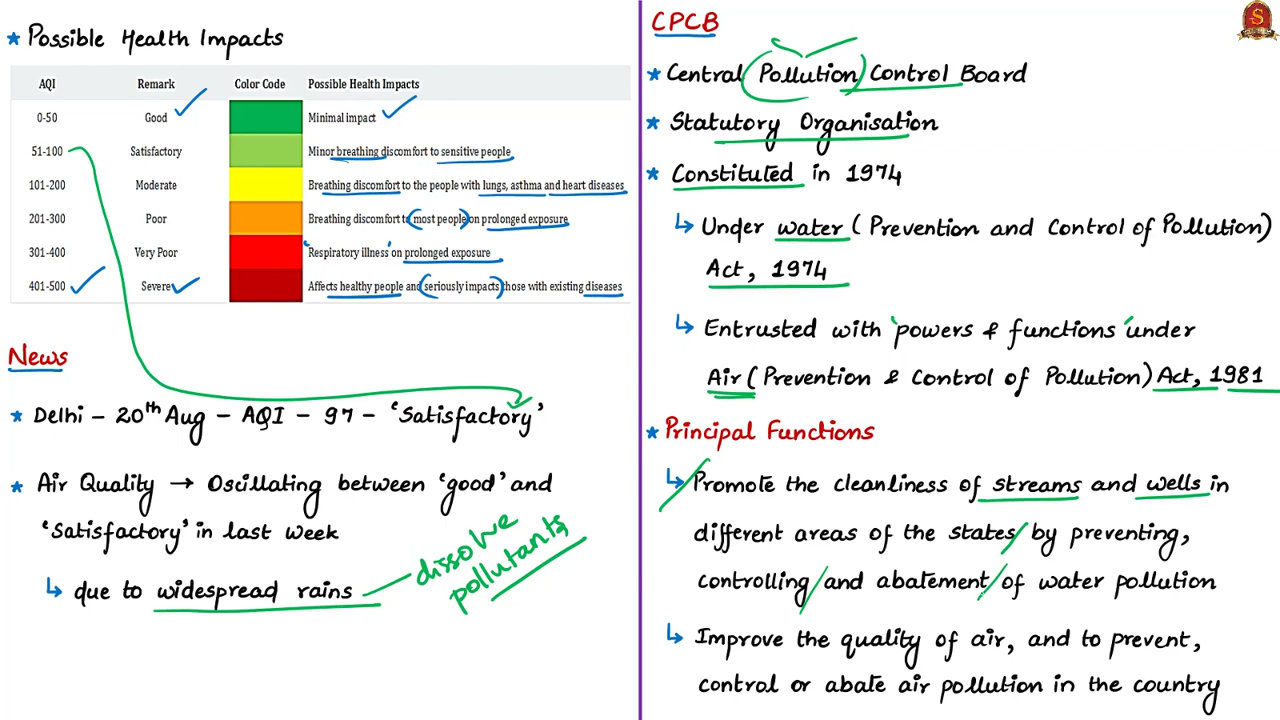 * Possible Health Impacts
AQI Remark Color Code Possible Health Impacts
0-50 Good Minimal impact
51-100 Satisfactory Minor breathing discomfort to sensitive people
101-200 Moderate Breathing discomfort to the people with lungs, asthma and heart diseases
201-300 Poor Breathing discomfort to most people on prolonged exposure
301-400 Very Poor Respiratory illness on prolonged exposure
401-500 Severe Affects healthy people and seriously impacts those with existing diseases
News
* Delhi - 20th Aug - AQI - 97 - 'Satisfactory'
* Air Quality → Oscillating between 'good' and
'Satisfactory' in last week
↳ due to widespread rains
dissolve
pollutants
CPCB
* Central Pollution Control Board
* Statutory Organisation
* Constituted in 1974
↳ Under water (Prevention and Control of Pollution)
Act, 1974
↳ Entrusted with powers & functions under
Air (Prevention & Control of Pollution) Act, 1981
* Principal Functions
↳ Promote the cleanliness of streams and wells in
different areas of the states by preventing,
controlling and abatement of water pollution
↳ Improve the quality of air, and to prevent,
control or abate air pollution in the country
S